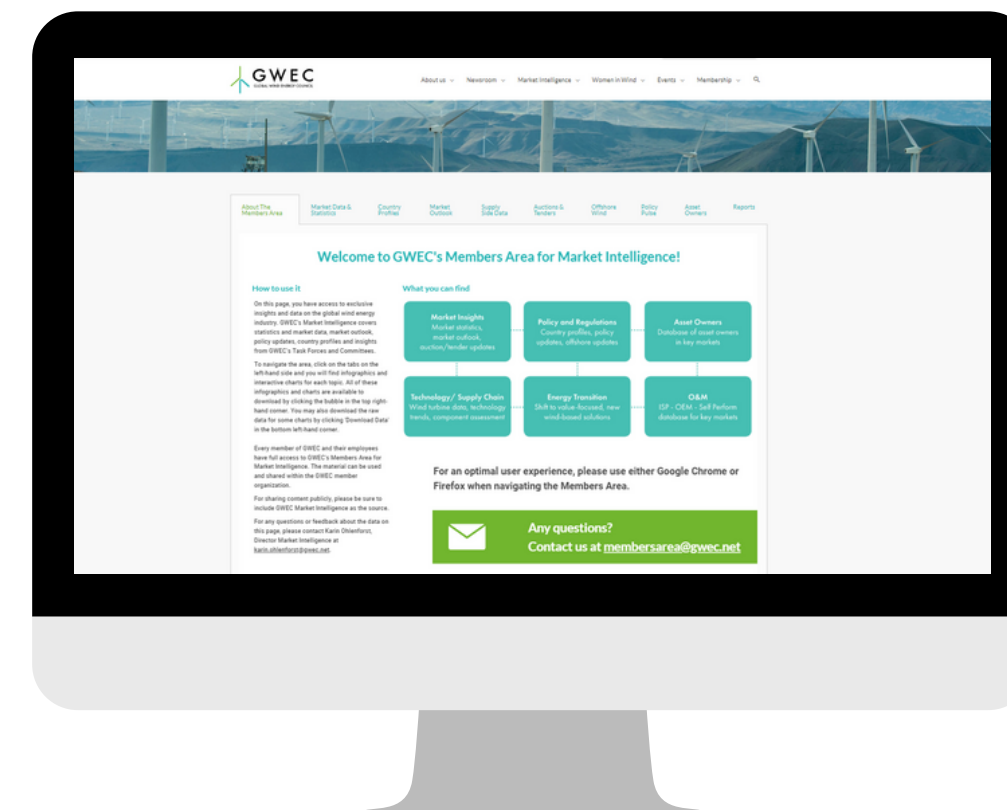 GWEC
GLOBAL WIND ENERGY COUNCIL
About us
Newsroom
Market Intelligence
Women in Wind
Events
Membership
About The
Members Area
Market Data &
Statistics
Country
Profiles
Market
Outlook
Supply
Side Data
Auctions &
Tenders
Offshore
Wind
Policy
Pulse
Asset
Owners
Reports
Welcome to GWEC's Members Area for Market Intelligence!
How to use it
On this page, you have access to exclusive
insights and data on the global wind energy
industry. GWEC's Market Intelligence covers
statistics and market data, market outlook,
policy updates, country profiles and insights
from GWEC's Task Forces and Committees.
To navigate the area, click on the tabs on the
left-hand side and you will find infographics and
interactive charts for each topic. All of these
infographics and charts are available to
download by clicking the bubble in the top right-
hand corner. You may also download the raw
data for some charts by clicking 'Download Data'
in the bottom left-hand corner.
Every member of GWEC and their employees
have full access to GWEC's Members Area for
Market Intelligence. The material can be used
and shared within the GWEC member
organization.
For sharing content publicly, please be sure to
include GWEC Market Intelligence as the source.
For any questions or feedback about the data on
this page, please contact Karin Ohlenforst,
Director Market Intelligence at
karin.ohlenforst@gwec.net.
What you can find
Market Insights
Market statistics,
market outlook,
auction/tender updates
Policy and Regulations
Country profiles, policy
updates, offshore updates
Asset Owners
Database of asset owners
in key markets
Technology/ Supply Chain
Wind turbine data, technology
trends, component assessment
Energy Transition
Shift to value-focused, new
wind-based solutions
O&M
ISP - OEM - Self Perform
database for key markets
For an optimal user experience, please use either Google Chrome or
Firefox when navigating the Members Area.
Any questions?
Contact us at membersarea@gwec.net